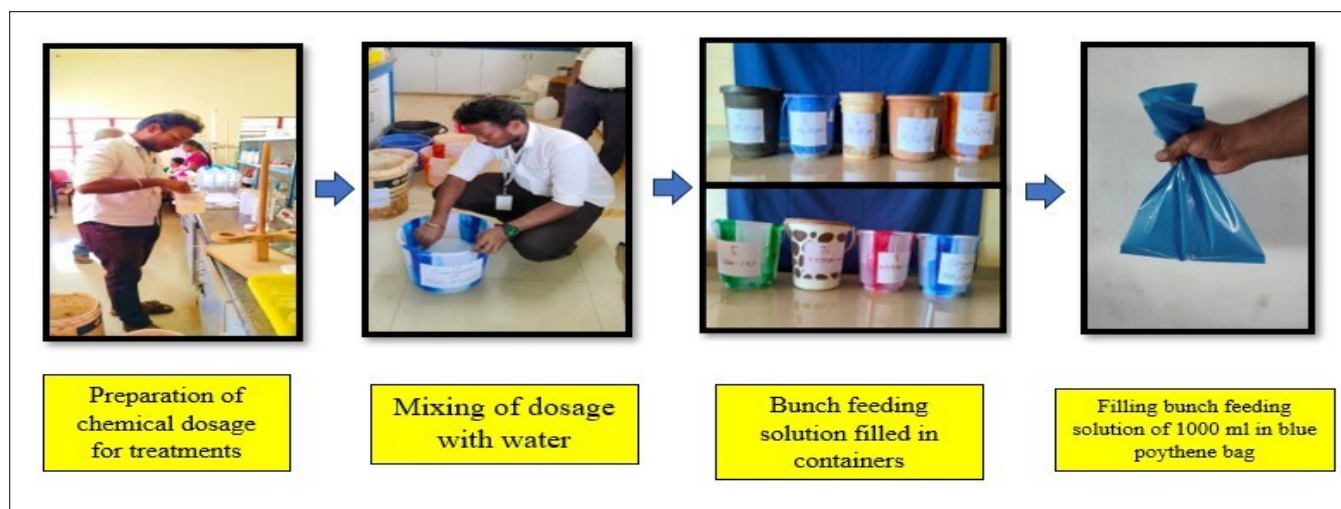 Preparation of
chemical dosage
for treatments
Mixing of dosage
with water
Bunch feeding
solution filled in
containers
Filling bunch feeding
solution of 1000 ml in blue
poythene bag